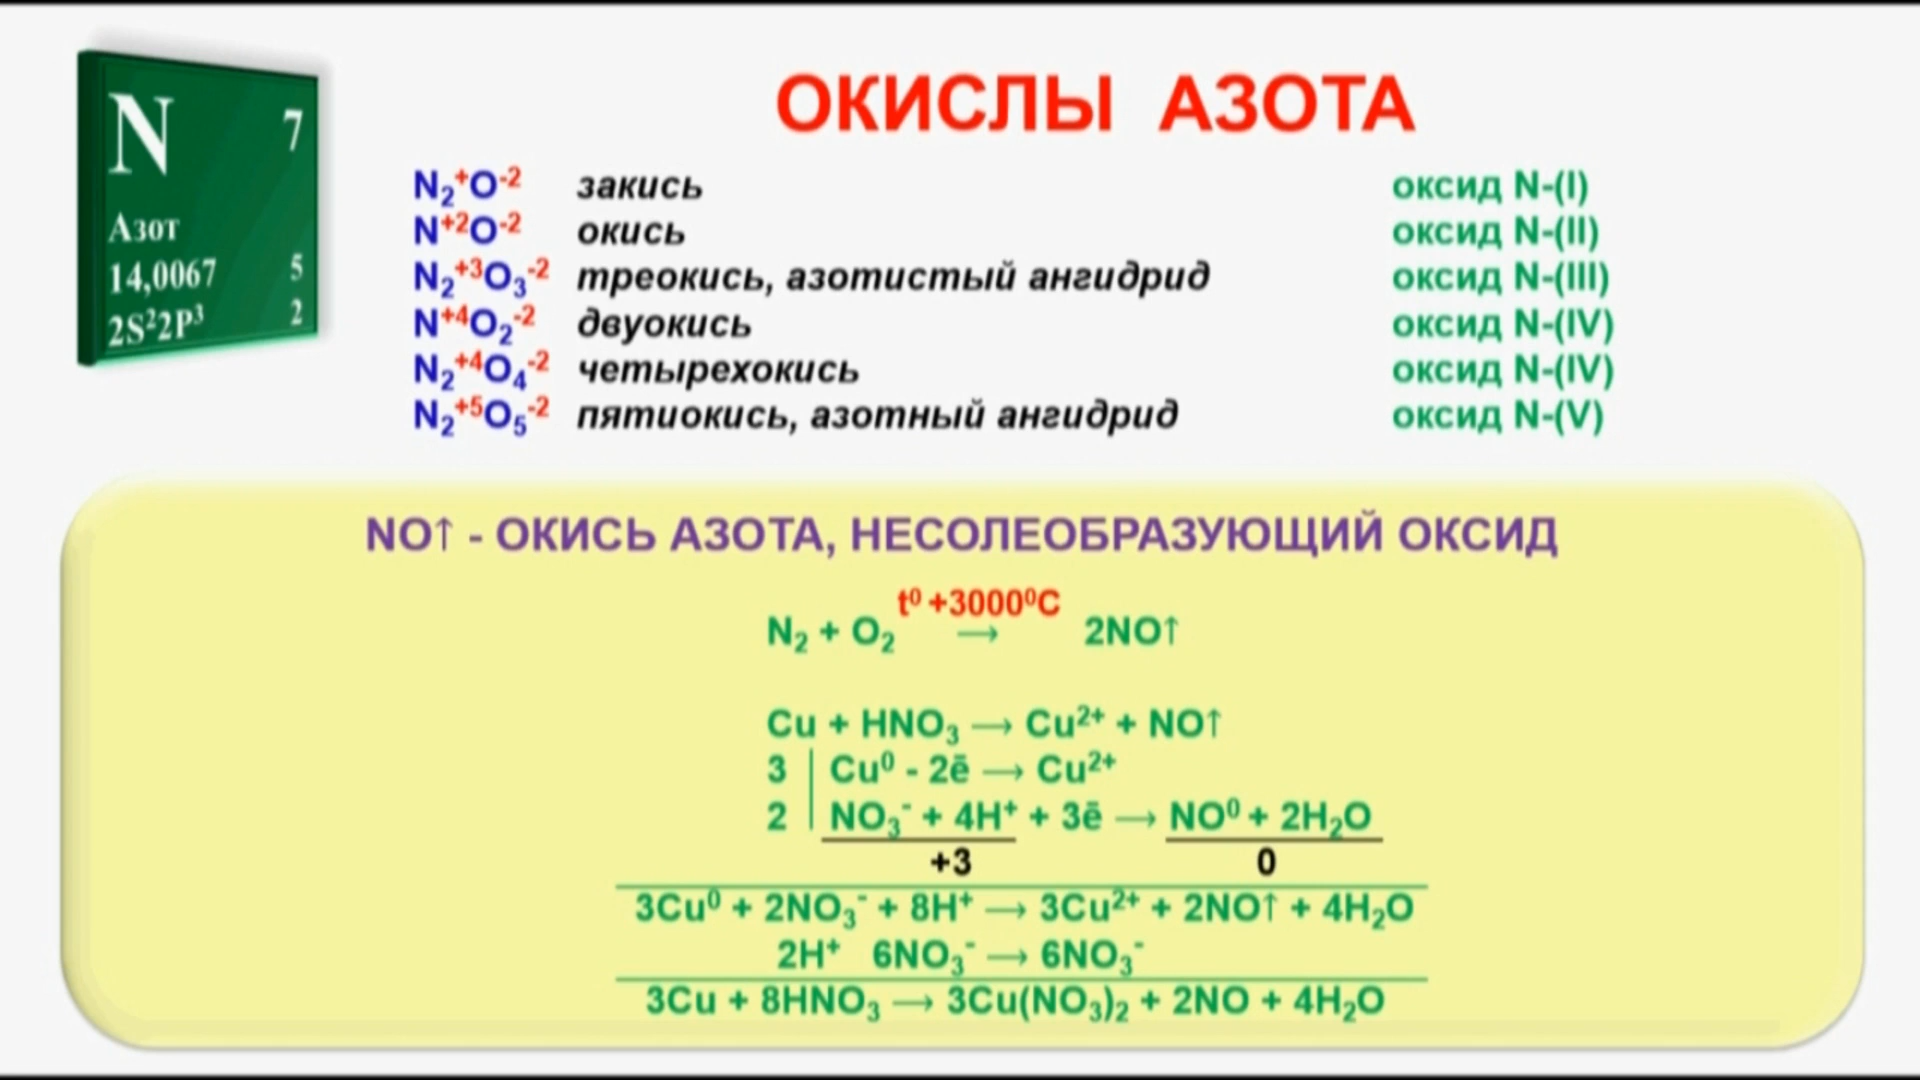 N 7
Азот
14,0067 5
2S²2P³ 2
ОКИСЛЫ АЗОТА
N₂⁺O⁻² закись оксид N-(I)
N⁺²O⁻² окись оксид N-(II)
N₂⁺³O₃⁻² треокись, азотистый ангидрид оксид N-(III)
N⁺⁴O₂⁻² двуокись оксид N-(IV)
N₂⁺⁴O₄⁻² четырехокись оксид N-(IV)
N₂⁺⁵O₅⁻² пятиокись, азотный ангидрид оксид N-(V)
NO↑ - ОКИСЬ АЗОТА, НЕСОЛЕОБРАЗУЮЩИЙ ОКСИД
t⁰ +3000⁰C
N₂ + O₂ → 2NO↑
Cu + HNO₃ → Cu²⁺ + NO↑
3 | Cu⁰ - 2ē → Cu²⁺
2 | NO₃⁻ + 4H⁺ + 3ē → NO⁰ + 2H₂O
+3 0
3Cu⁰ + 2NO₃⁻ + 8H⁺ → 3Cu²⁺ + 2NO↑ + 4H₂O
2H⁺ 6NO₃⁻ → 6NO₃⁻
3Cu + 8HNO₃ → 3Cu(NO₃)₂ + 2NO + 4H₂O